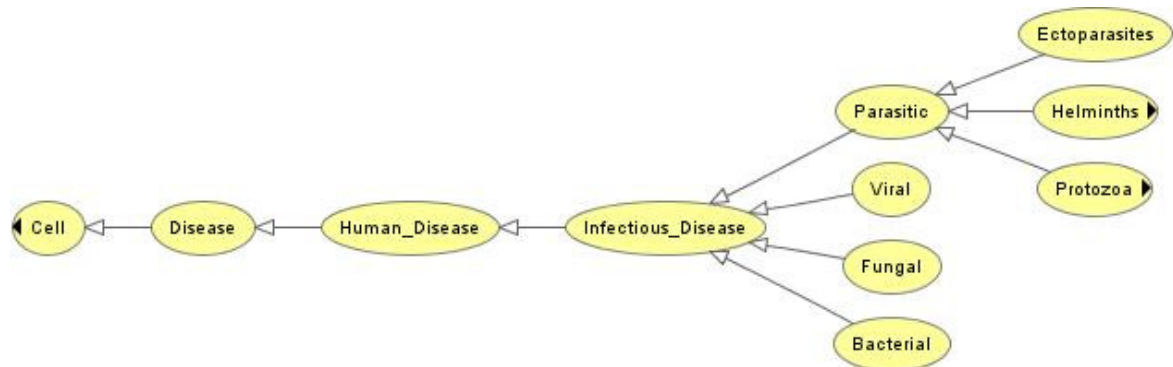 Ectoparasites
Parasitic
Helminths
Viral
Protozoa
Cell
Disease
Human_Disease
Infectious_Disease
Fungal
Bacterial